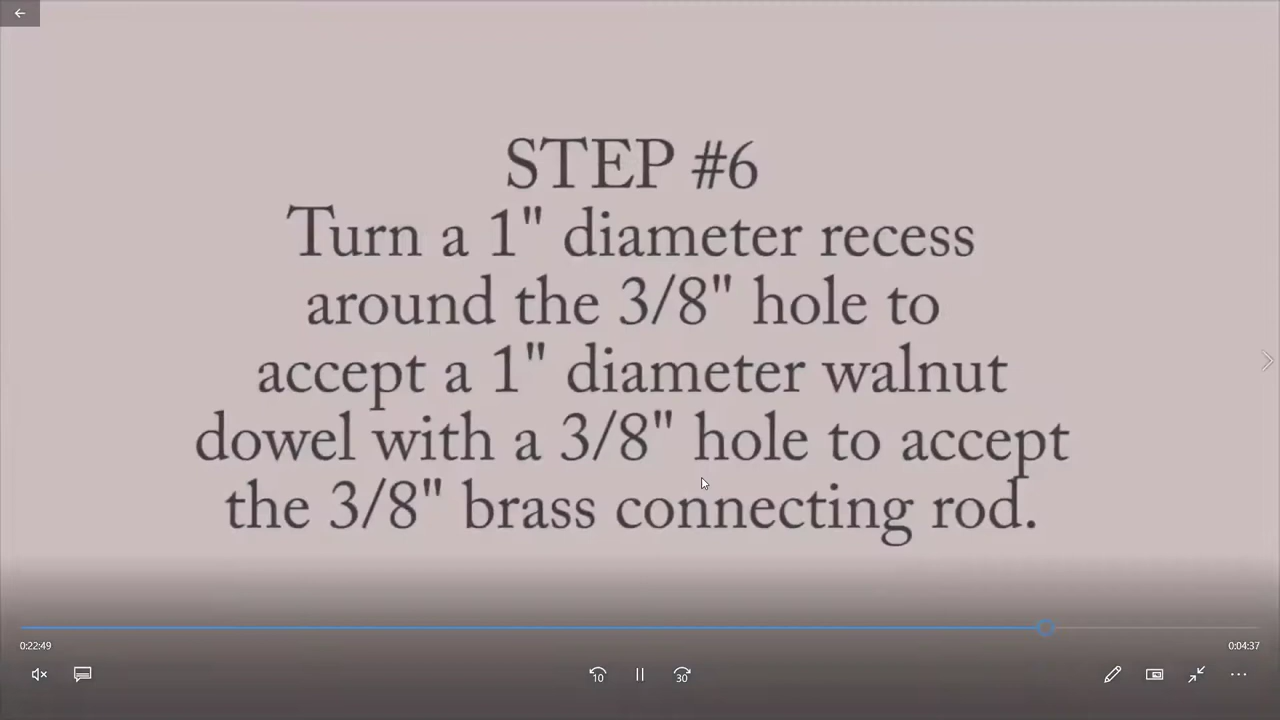 STEP #6
Turn a 1" diameter recess
around the 3/8" hole to
accept a 1" diameter walnut
dowel with a 3/8" hole to accept
the 3/8" brass connecting rod.
0:22:49
0:04:37
10
30